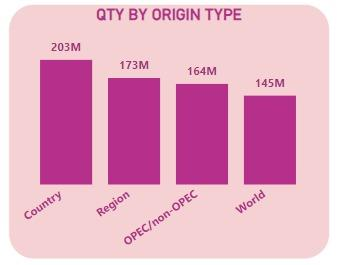 QTY BY ORIGIN TYPE
203M
173M
164M
145M
Country
Region
OPEC/non-OPEC
World